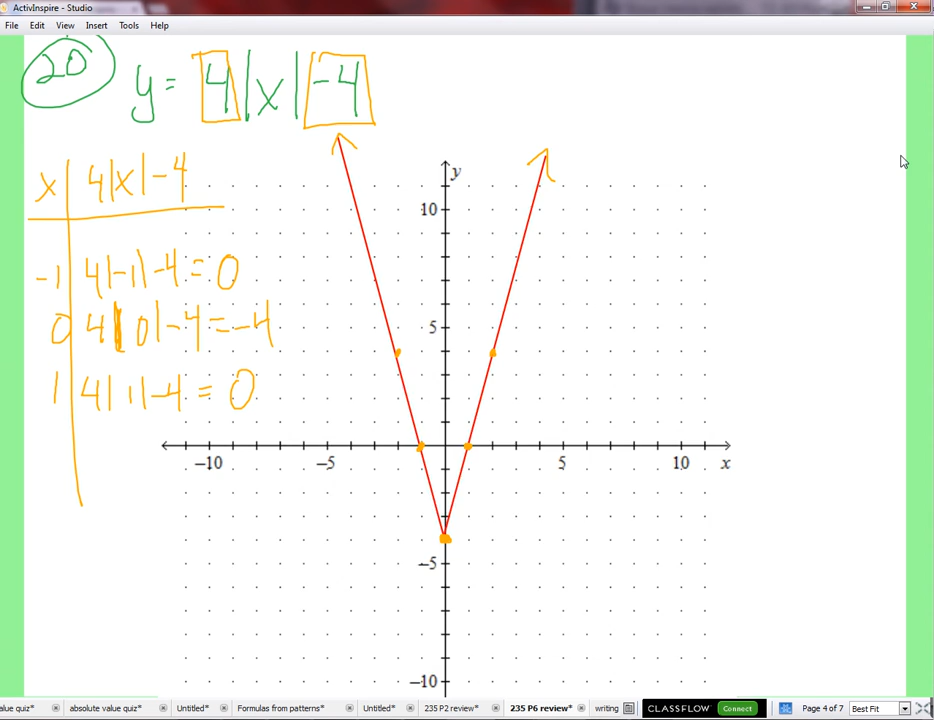 ActivInspire - Studio
File Edit View Insert Tools Help
20
y = 4|x| -4
x 4|x| -4
-1 4|-1| -4 = 0
0 4|0| -4 = -4
1 4|1| -4 = 0
y
10
5
-10 -5 5 10 x
-5
-10
alue quiz* absolute value quiz* Untitled* Formulas from patterns* Untitled* 235 P2 review* 235 P6 review* writing CLASSFLOW Connect Page 4 of 7 Best Fit